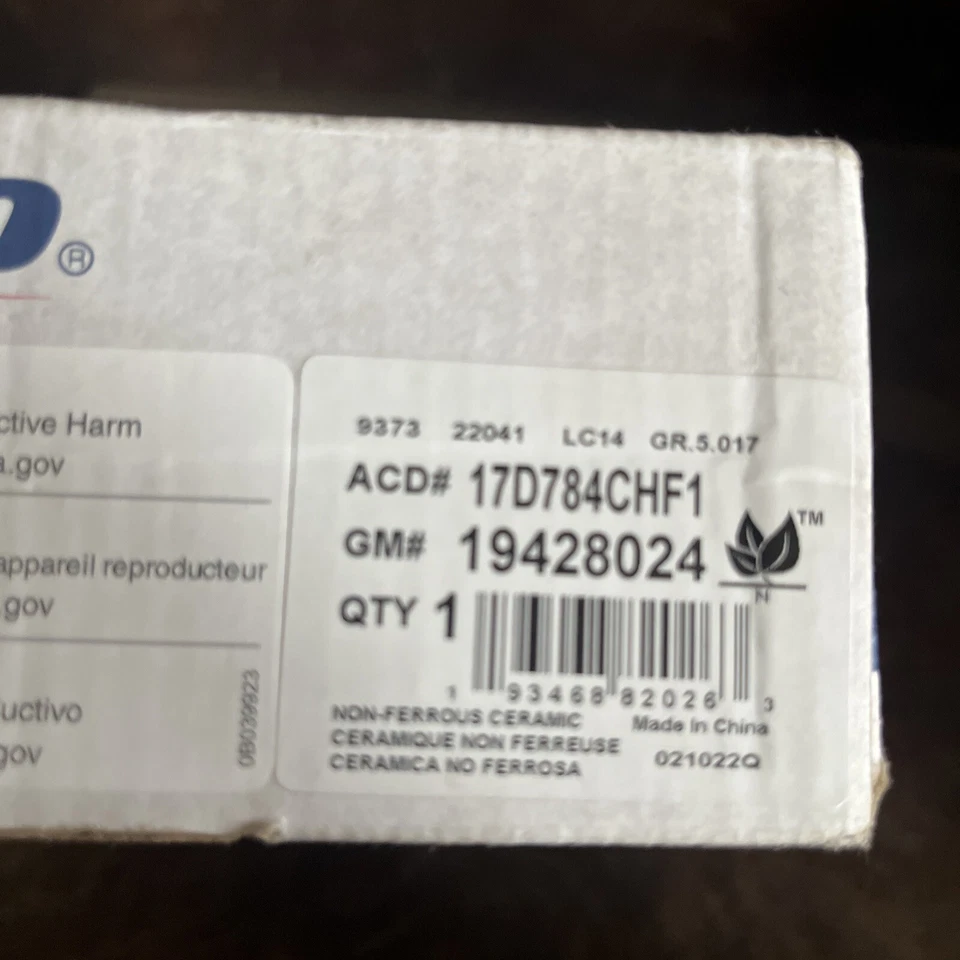 ®
ctive Harm
a.gov
appareil reproducteur
.gov
uctivo
gov
0B039923
9373 22041 LC14 GR.5.017
ACD# 17D784CHF1
GM# 19428024
TM
N
QTY 1
1 93468 82026 3
NON-FERROUS CERAMIC
CERAMIQUE NON FERREUSE
CERAMICA NO FERROSA
Made In China
021022Q